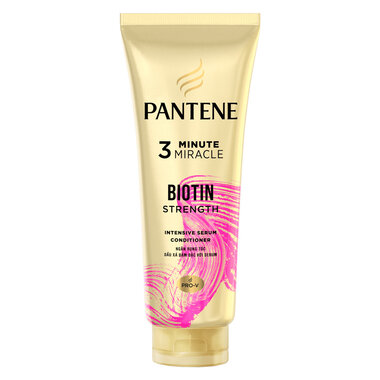 PANTENE
3 MINUTE
MIRACLE
BIOTIN
STRENGTH
INTENSIVE SERUM
CONDITIONER
NGĂN RỤNG TÓC
DẦU XẢ ĐẬM ĐẶC VỚI SERUM
PRO-V